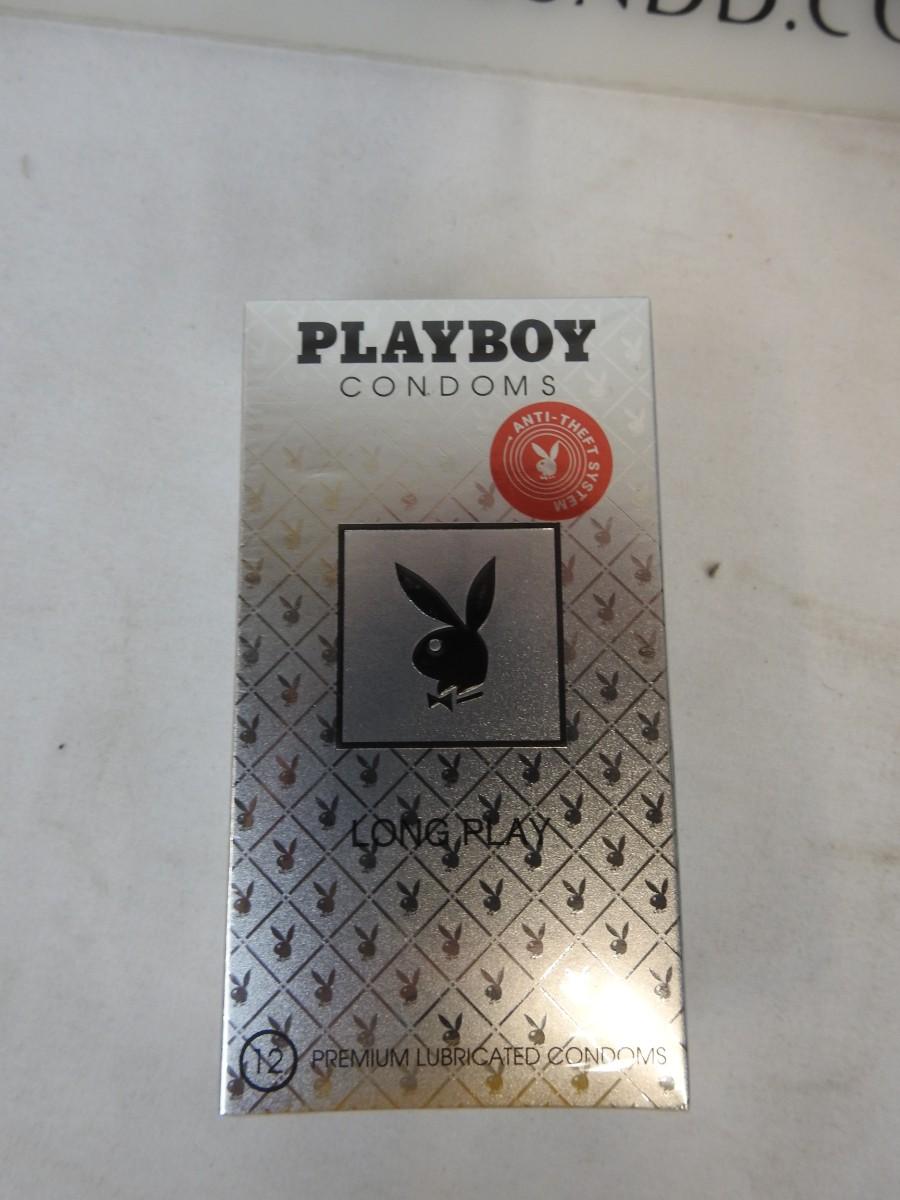 PLAYBOY
CONDOMS
ANTI-THEFT SYSTEM
LONG PLAY
12 PREMIUM LUBRICATED CONDOMS